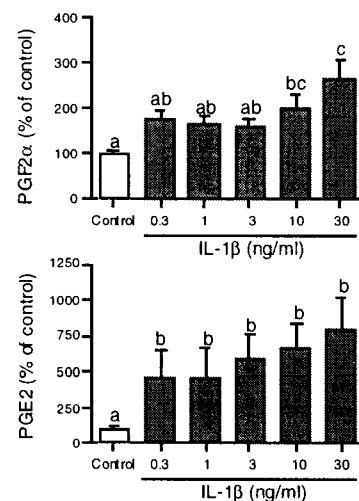 PGF2α (% of control)
400
300
200
100
0
a
ab
ab
ab
bc
c
Control
0.3
1
3
10
30
IL-1β (ng/ml)
PGE2 (% of control)
1250
1000
750
500
250
0
a
b
b
b
b
b
Control
0.3
1
3
10
30
IL-1β (ng/ml)